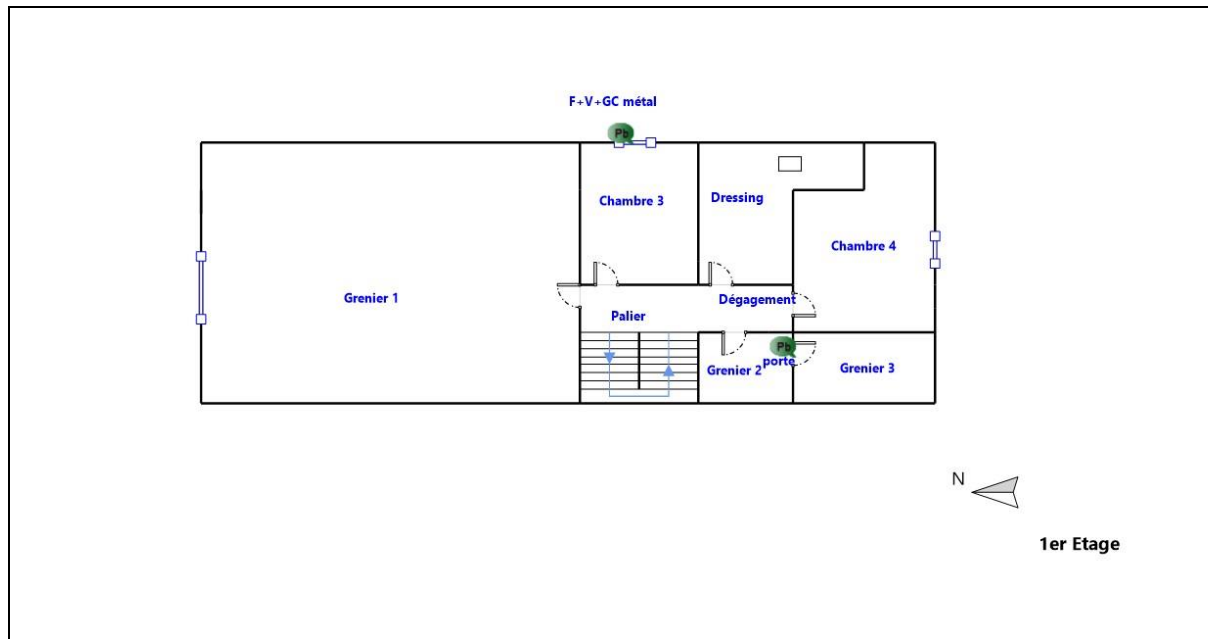 F+V+GC métal
Pb
Chambre 3
Dressing
Chambre 4
Grenier 1
Dégagement
Palier
Pb
porte
Grenier 2
Grenier 3
N
1er Etage